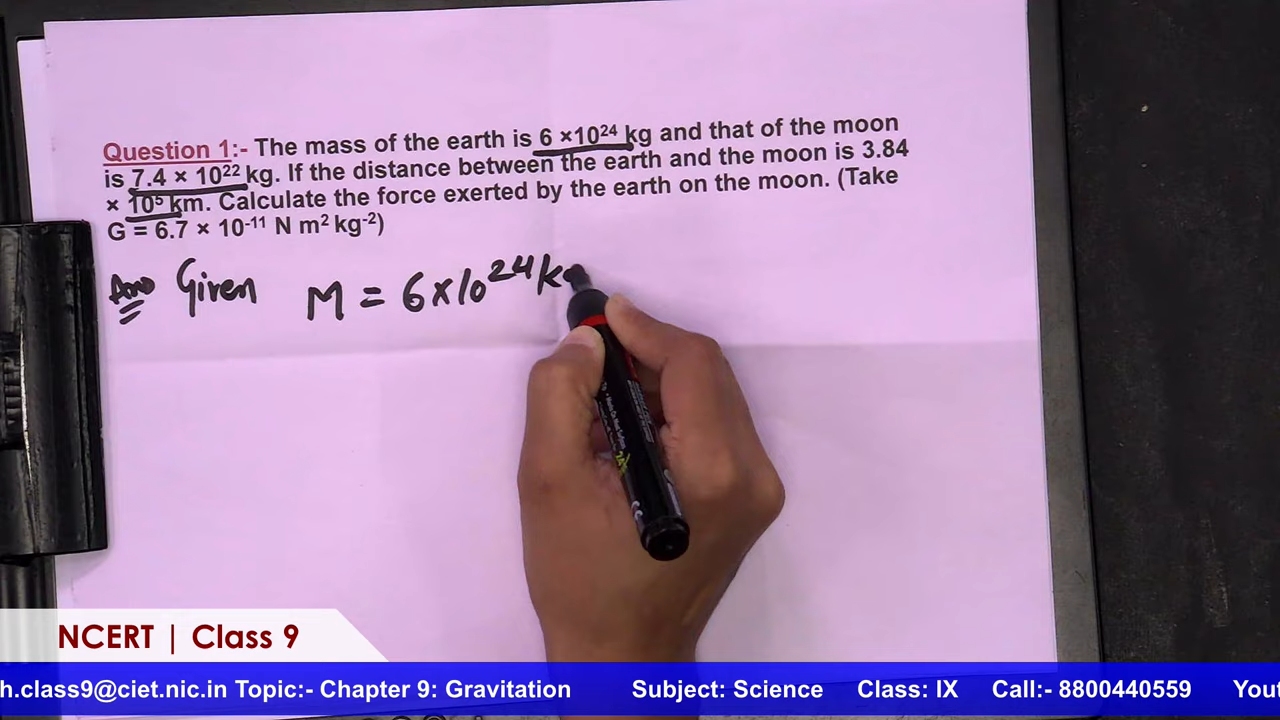 Question 1:- The mass of the earth is 6 ×10²⁴ kg and that of the moon
is 7.4 × 10²² kg. If the distance between the earth and the moon is 3.84
× 10⁵ km. Calculate the force exerted by the earth on the moon. (Take
G = 6.7 × 10⁻¹¹ N m² kg⁻²)
Ans Given M = 6×10²⁴ k
NCERT | Class 9
h.class9@ciet.nic.in Topic:- Chapter 9: Gravitation Subject: Science Class: IX Call:- 8800440559 Yout